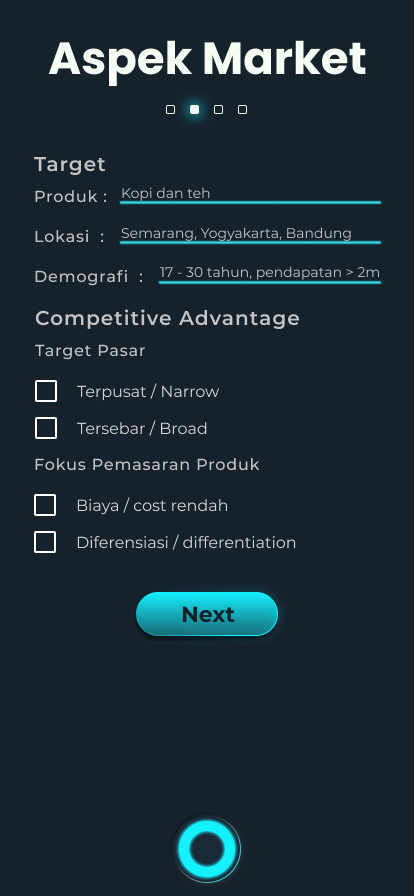 Aspek Market
Target
Produk : Kopi dan teh
Lokasi : Semarang, Yogyakarta, Bandung
Demografi : 17 - 30 tahun, pendapatan > 2m
Competitive Advantage
Target Pasar
Terpusat / Narrow
Tersebar / Broad
Fokus Pemasaran Produk
Biaya / cost rendah
Diferensiasi / differentiation
Next